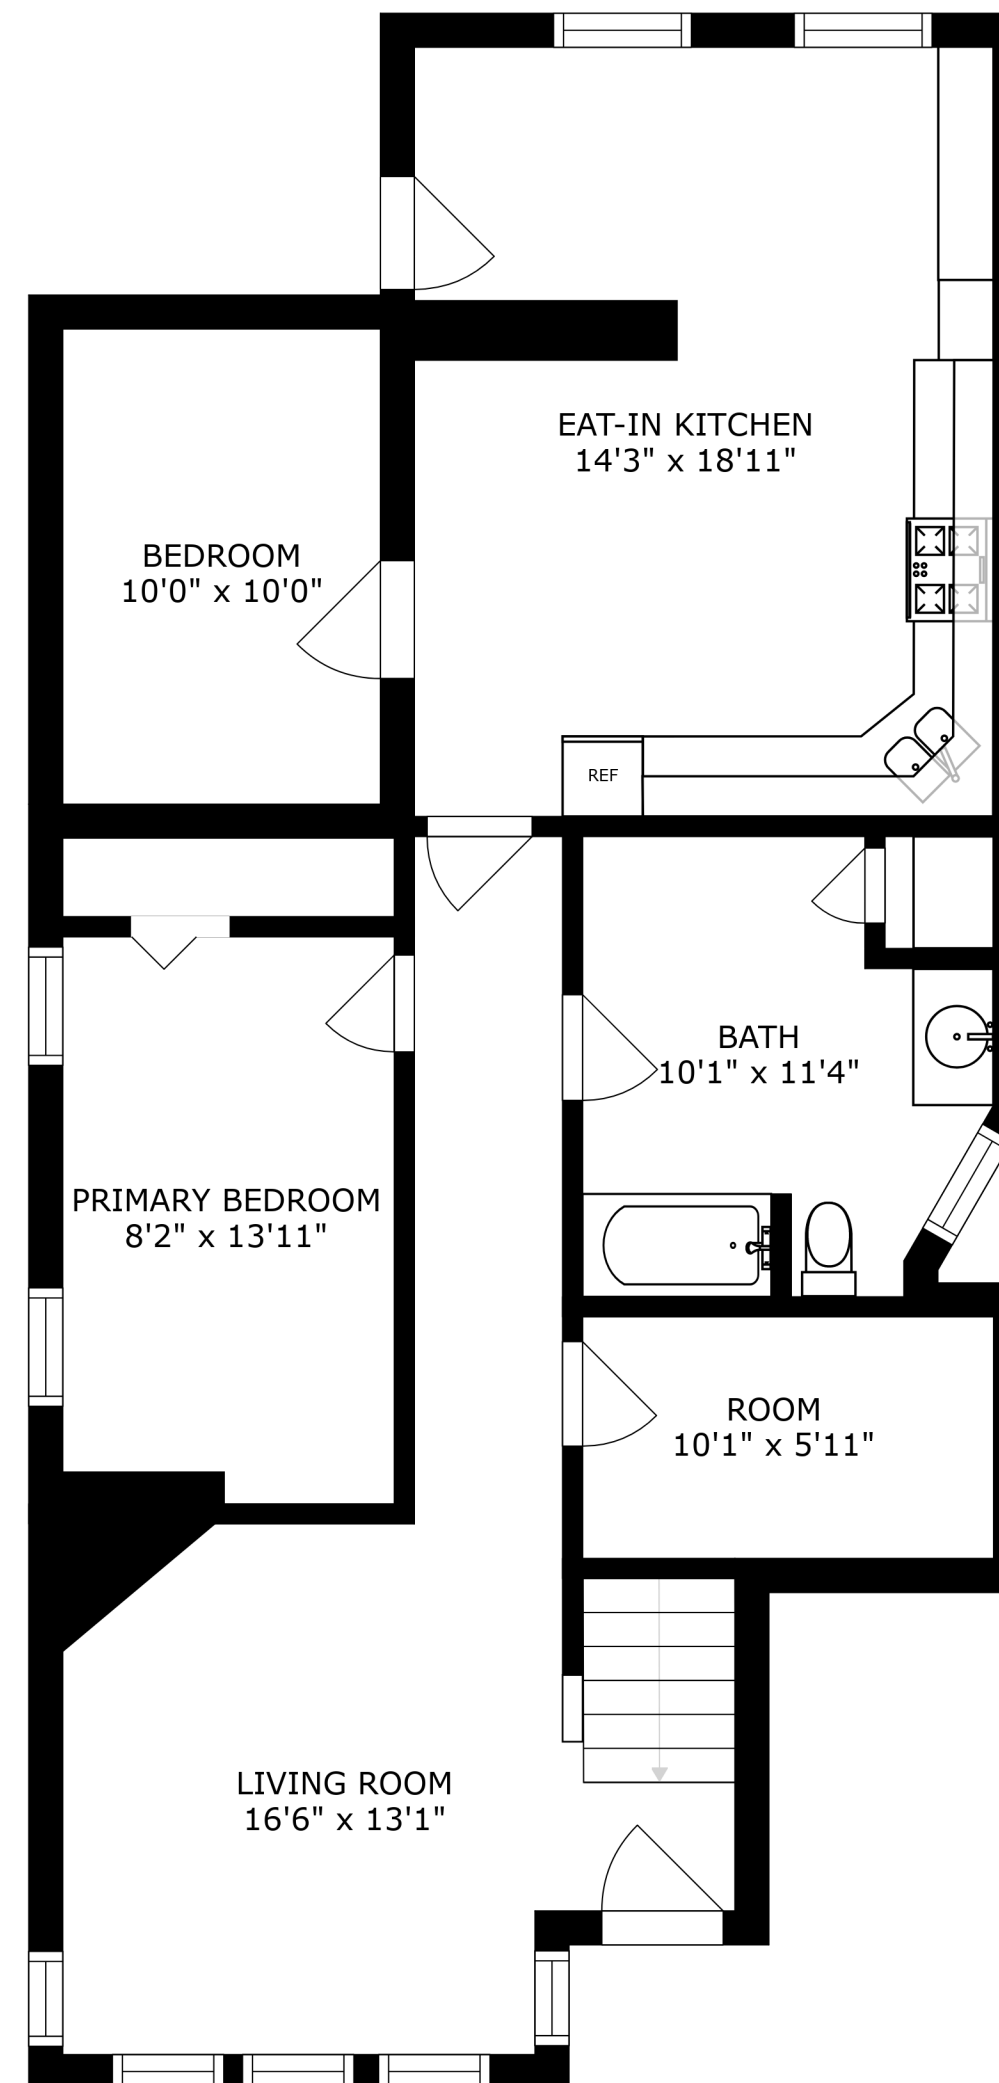 EAT-IN KITCHEN
14'3" x 18'11"
BEDROOM
10'0" x 10'0"
REF
BATH
10'1" x 11'4"
PRIMARY BEDROOM
8'2" x 13'11"
ROOM
10'1" x 5'11"
LIVING ROOM
16'6" x 13'1"